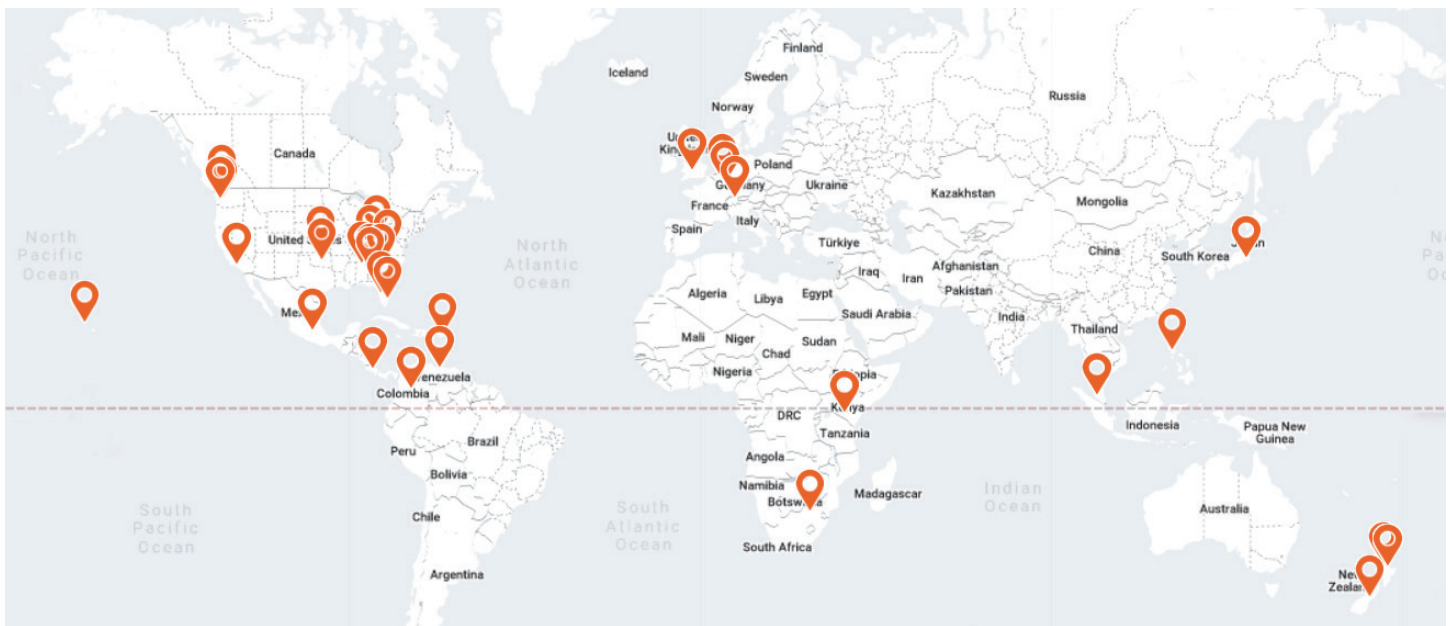 Iceland
Finland
Sweden
Norway
Russia
Canada
Poland
Ukraine
Kazakhstan
Mongolia
France
Italy
Spain
Türkiye
North
Pacific
Ocean
North
Atlantic
Ocean
China
South Korea
Afghanistan
Iraq
Iran
Pakistan
Algeria
Libya
Egypt
Saudi Arabia
India
Thailand
Mali
Niger
Chad
Sudan
Nigeria
Colombia
DRC
Tanzania
Indonesia
Papua New
Guinea
Peru
Brazil
Angola
Bolivia
Namibia
Madagascar
South
Pacific
Ocean
South
Atlantic
Ocean
Indian
Ocean
Australia
Chile
South Africa
Argentina